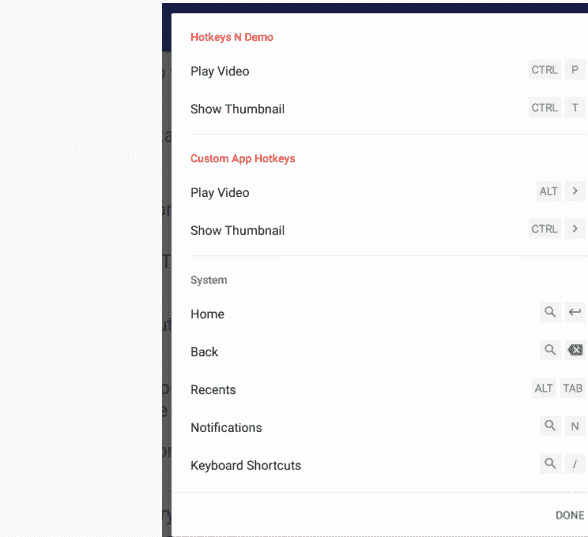 Hotkeys N Demo
Play Video CTRL P
Show Thumbnail CTRL T
Custom App Hotkeys
Play Video ALT >
Show Thumbnail CTRL >
System
Home
Back
Recents ALT TAB
Notifications N
Keyboard Shortcuts /
DONE